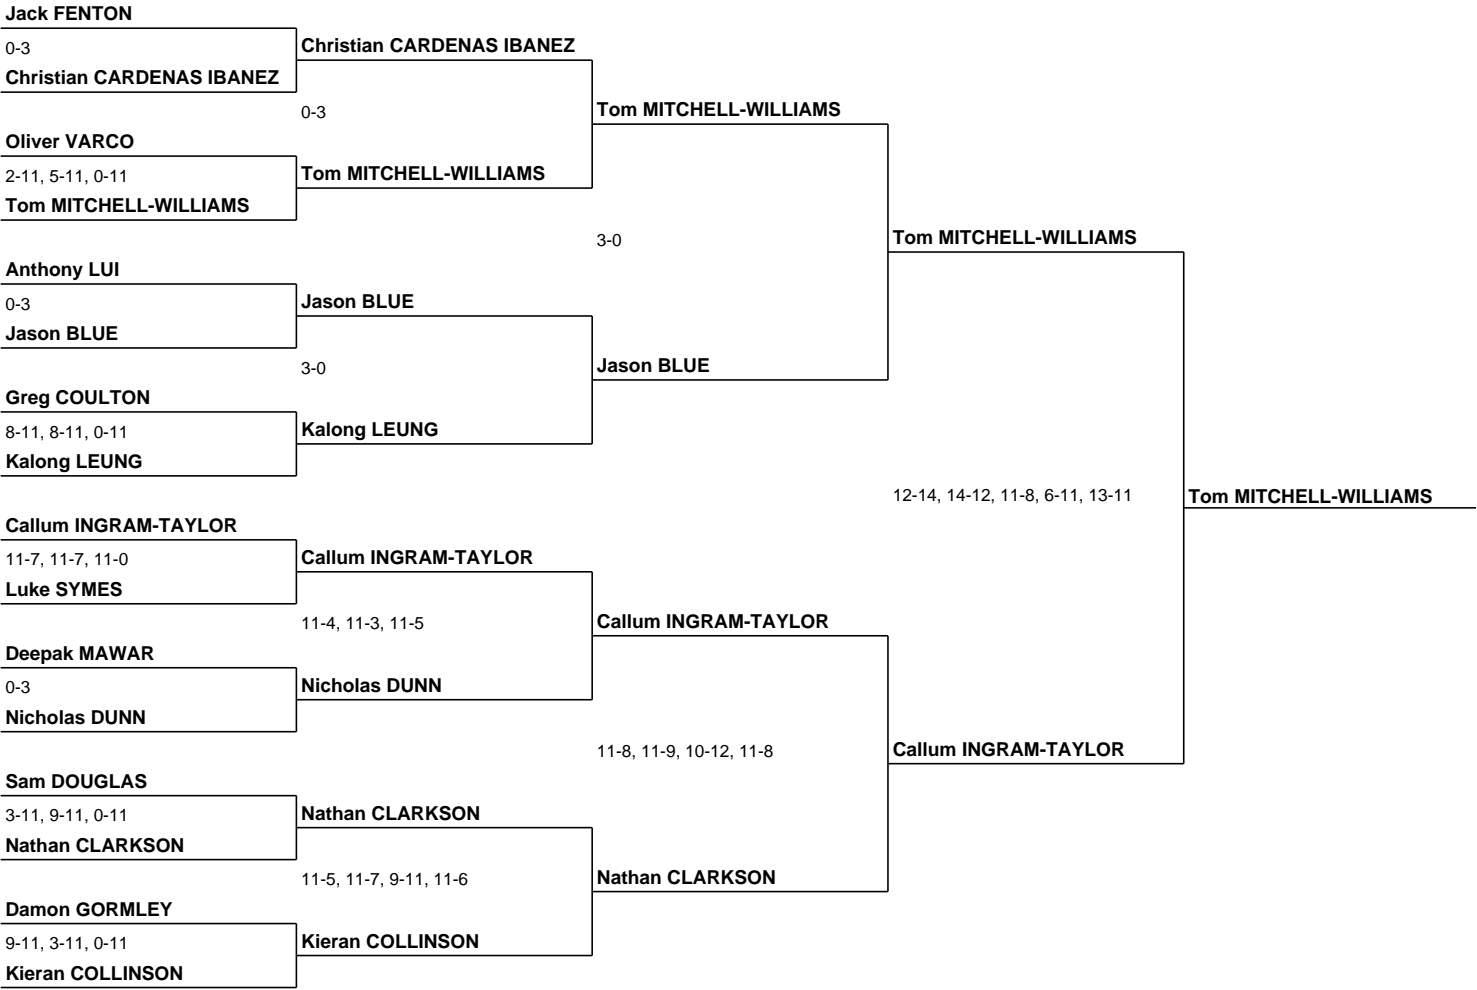 Jack FENTON
0-3
Christian CARDENAS IBANEZ
Christian CARDENAS IBANEZ
0-3
Oliver VARCO
2-11, 5-11, 0-11
Tom MITCHELL-WILLIAMS
Tom MITCHELL-WILLIAMS
Tom MITCHELL-WILLIAMS
3-0
Anthony LUI
0-3
Jason BLUE
Jason BLUE
3-0
Greg COULTON
8-11, 8-11, 0-11
Kalong LEUNG
Kalong LEUNG
Jason BLUE
Tom MITCHELL-WILLIAMS
12-14, 14-12, 11-8, 6-11, 13-11
Tom MITCHELL-WILLIAMS
Callum INGRAM-TAYLOR
11-7, 11-7, 11-0
Luke SYMES
Callum INGRAM-TAYLOR
11-4, 11-3, 11-5
Deepak MAWAR
0-3
Nicholas DUNN
Nicholas DUNN
Callum INGRAM-TAYLOR
11-8, 11-9, 10-12, 11-8
Callum INGRAM-TAYLOR
Sam DOUGLAS
3-11, 9-11, 0-11
Nathan CLARKSON
Nathan CLARKSON
11-5, 11-7, 9-11, 11-6
Nathan CLARKSON
Damon GORMLEY
9-11, 3-11, 0-11
Kieran COLLINSON
Kieran COLLINSON